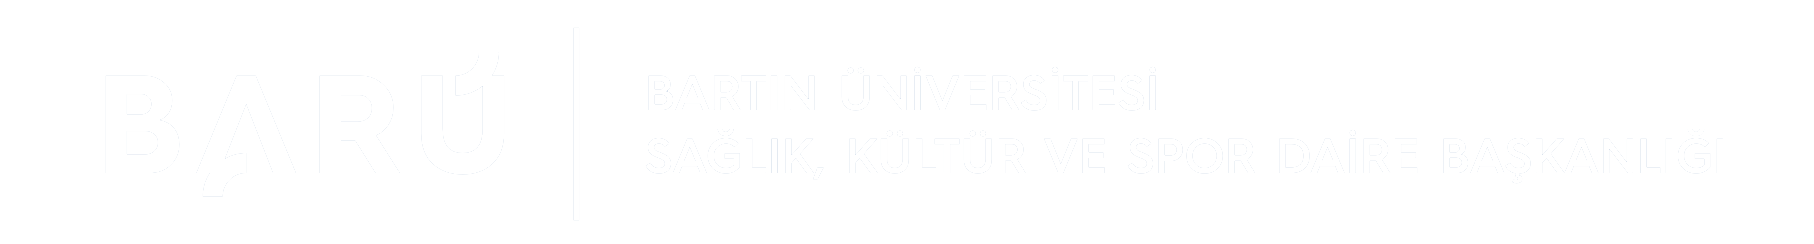 BARÜ
BARTIN ÜNİVERSİTESİ
SAĞLIK, KÜLTÜR VE SPOR DAİRE BAŞKANLIĞI